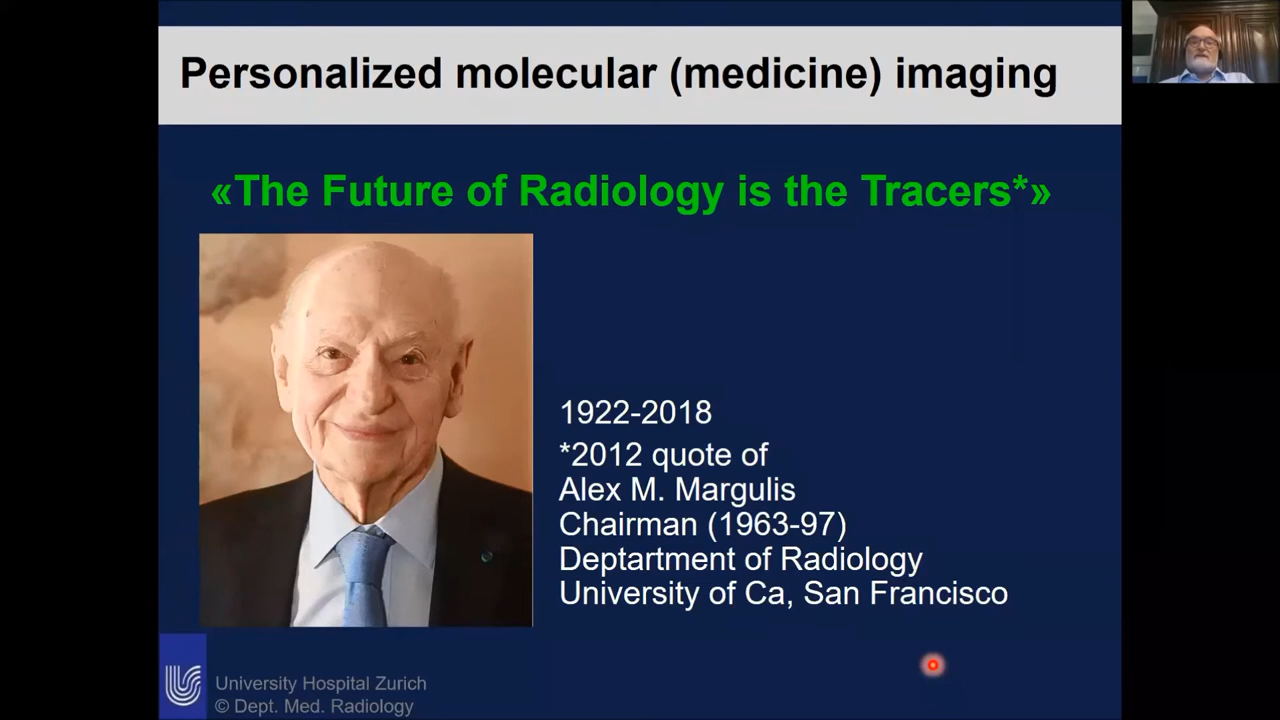 Personalized molecular (medicine) imaging
«The Future of Radiology is the Tracers*»
1922-2018
*2012 quote of
Alex M. Margulis
Chairman (1963-97)
Deptartment of Radiology
University of Ca, San Francisco
University Hospital Zurich
© Dept. Med. Radiology